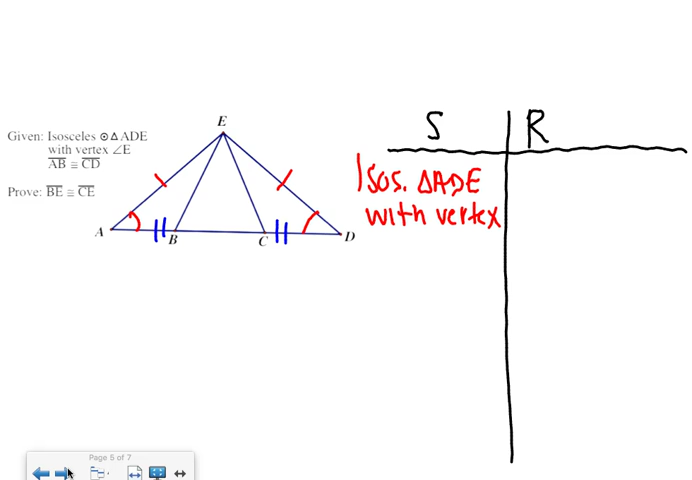 Given: Isosceles ⊙ △ ADE
with vertex ∠E
AB ≅ CD
Prove: BE ≅ CE
E
A
B
C
D
S
R
Isos. △ADE
with vertex
Page 5 of 7